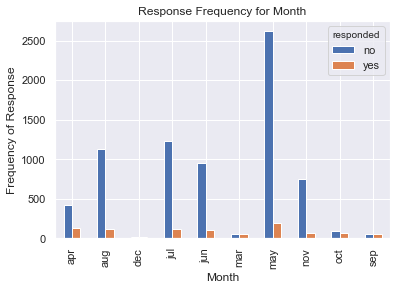 Response Frequency for Month
responded
no
yes
Frequency of Response
2500
2000
1500
1000
500
0
apr
aug
dec
jul
jun
mar
may
nov
oct
sep
Month